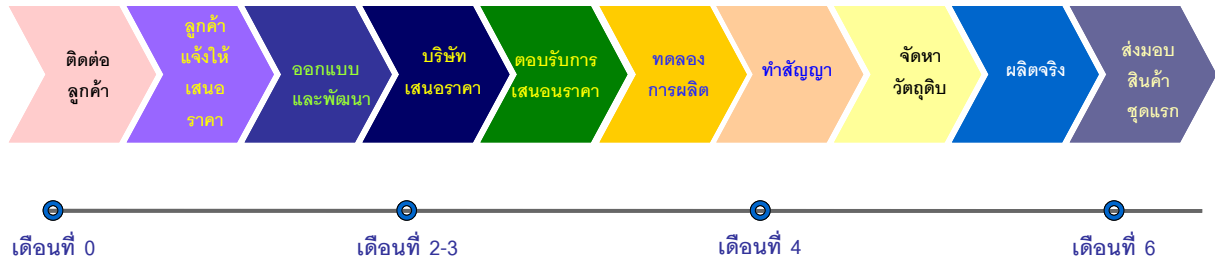 ติดต่อ
ลูกค้า
ลูกค้า
แจ้งให้
เสนอ
ราคา
ออกแบบ
และพัฒนา
บริษัท
เสนอราคา
ตอบรับการ
เสนอนราคา
ทดลอง
การผลิต
ทำสัญญา
จัดหา
วัตถุดิบ
ผลิตจริง
ส่งมอบ
สินค้า
ชุดแรก
เดือนที่ 0
เดือนที่ 2-3
เดือนที่ 4
เดือนที่ 6